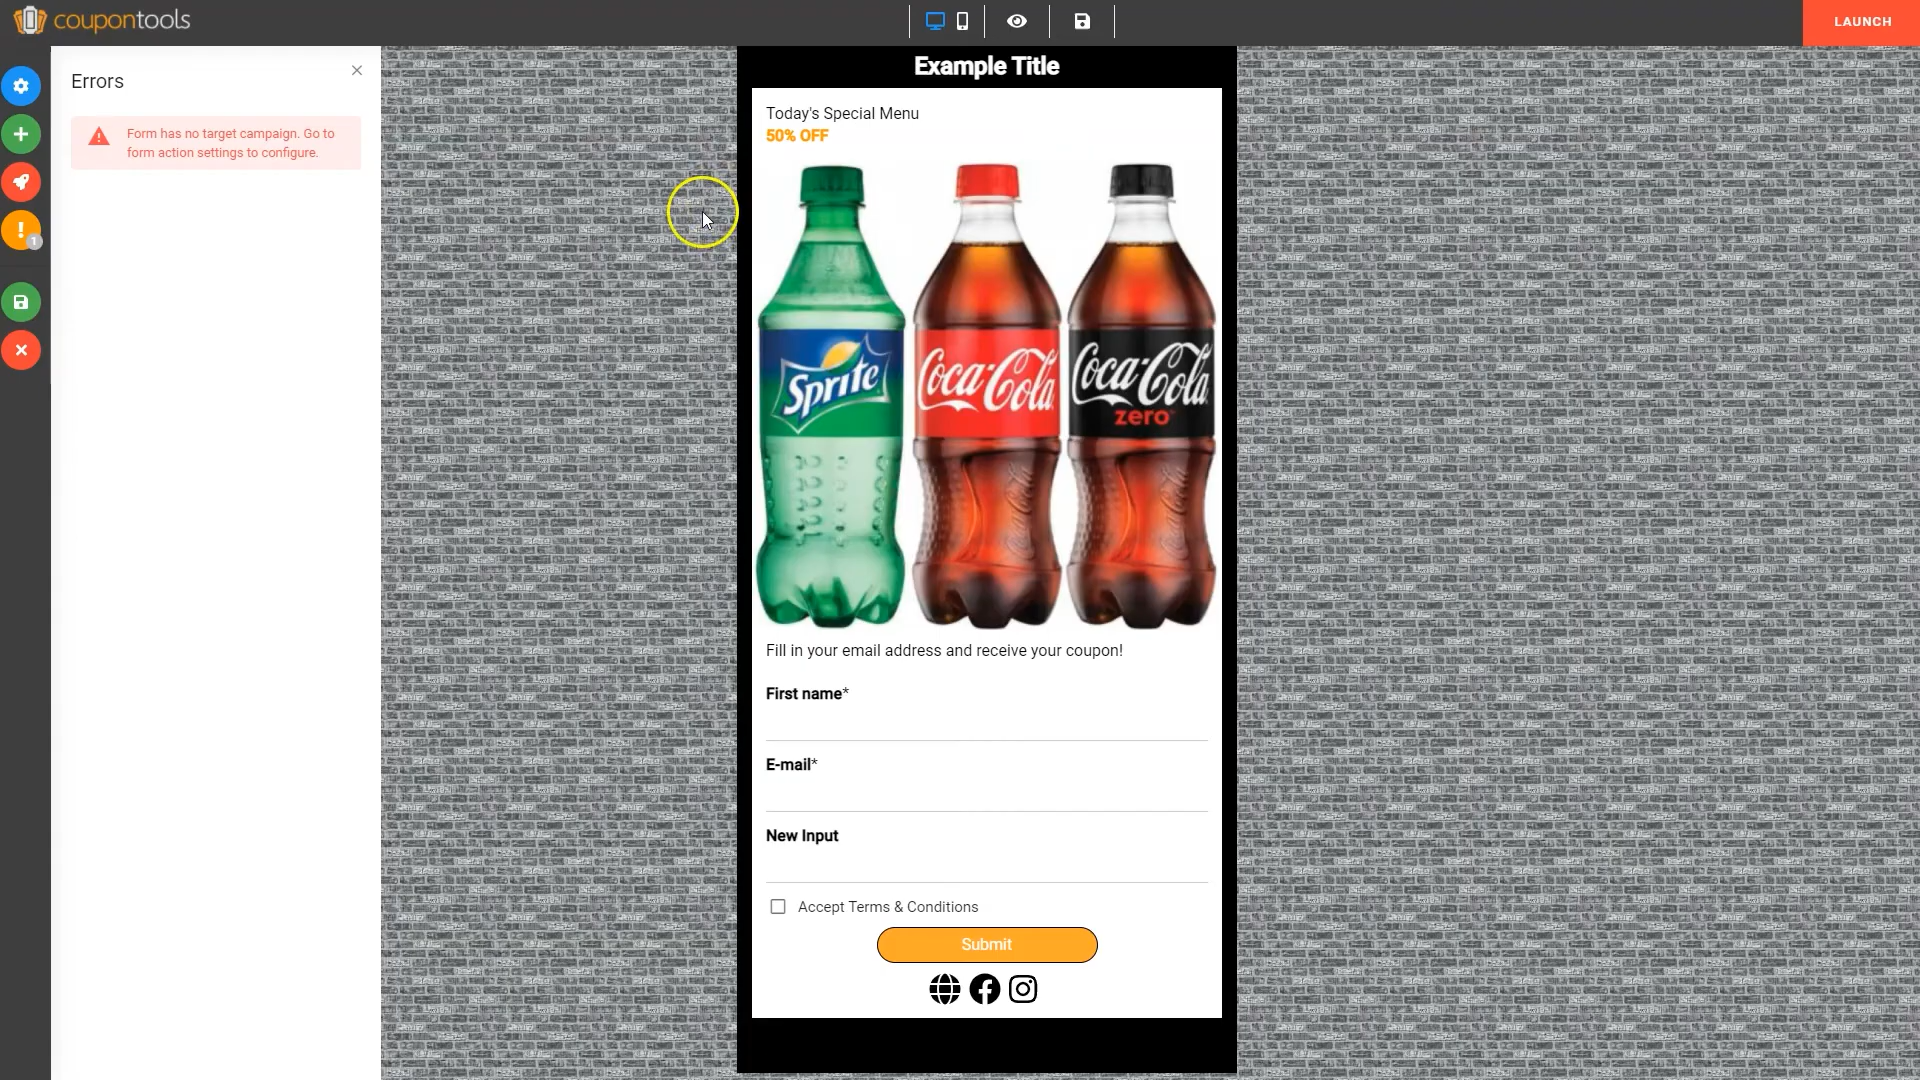 coupontools
LAUNCH
Errors
Form has no target campaign. Go to
form action settings to configure.
1
Example Title
Today's Special Menu
50% OFF
Sprite
Coca-Cola
Coca-Cola
zero
Fill in your email address and receive your coupon!
First name*
E-mail*
New Input
Accept Terms & Conditions
Submit